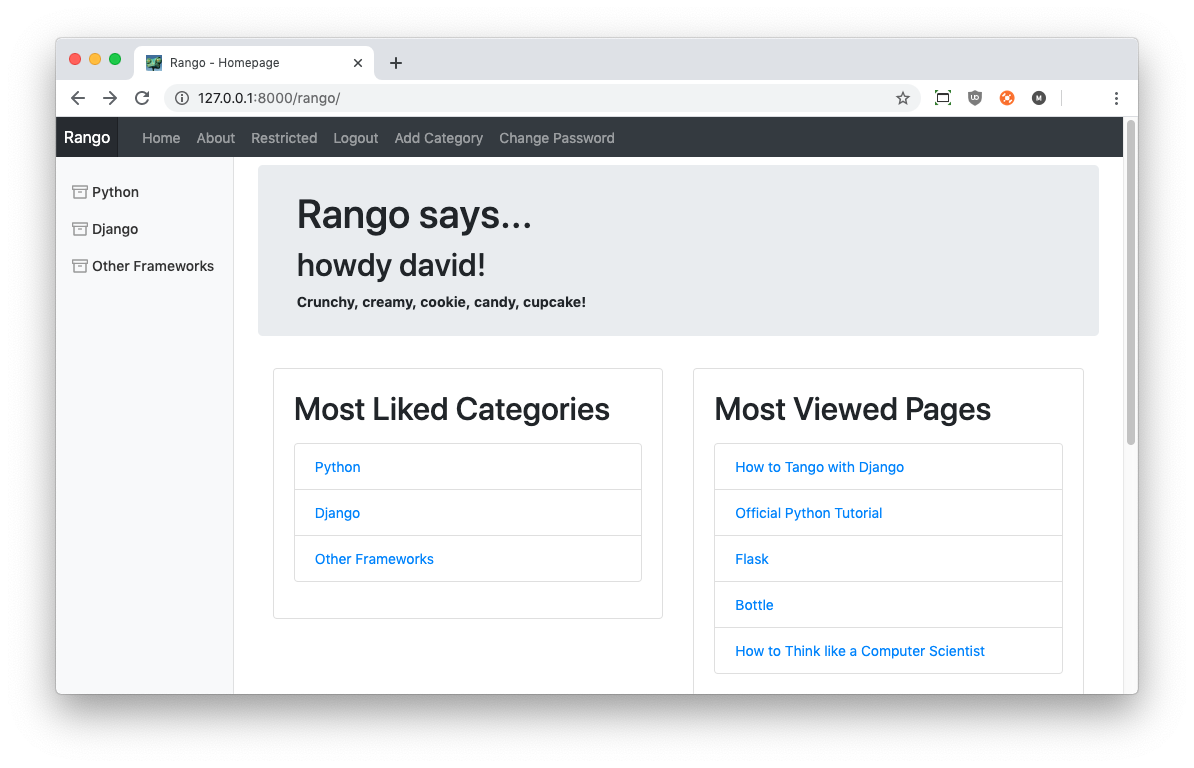 Rango - Homepage
127.0.0.1:8000/rango/
UD
M
Rango Home About Restricted Logout Add Category Change Password
Python
Django
Other Frameworks
Rango says...
howdy david!
Crunchy, creamy, cookie, candy, cupcake!
Most Liked Categories
Python
Django
Other Frameworks
Most Viewed Pages
How to Tango with Django
Official Python Tutorial
Flask
Bottle
How to Think like a Computer Scientist